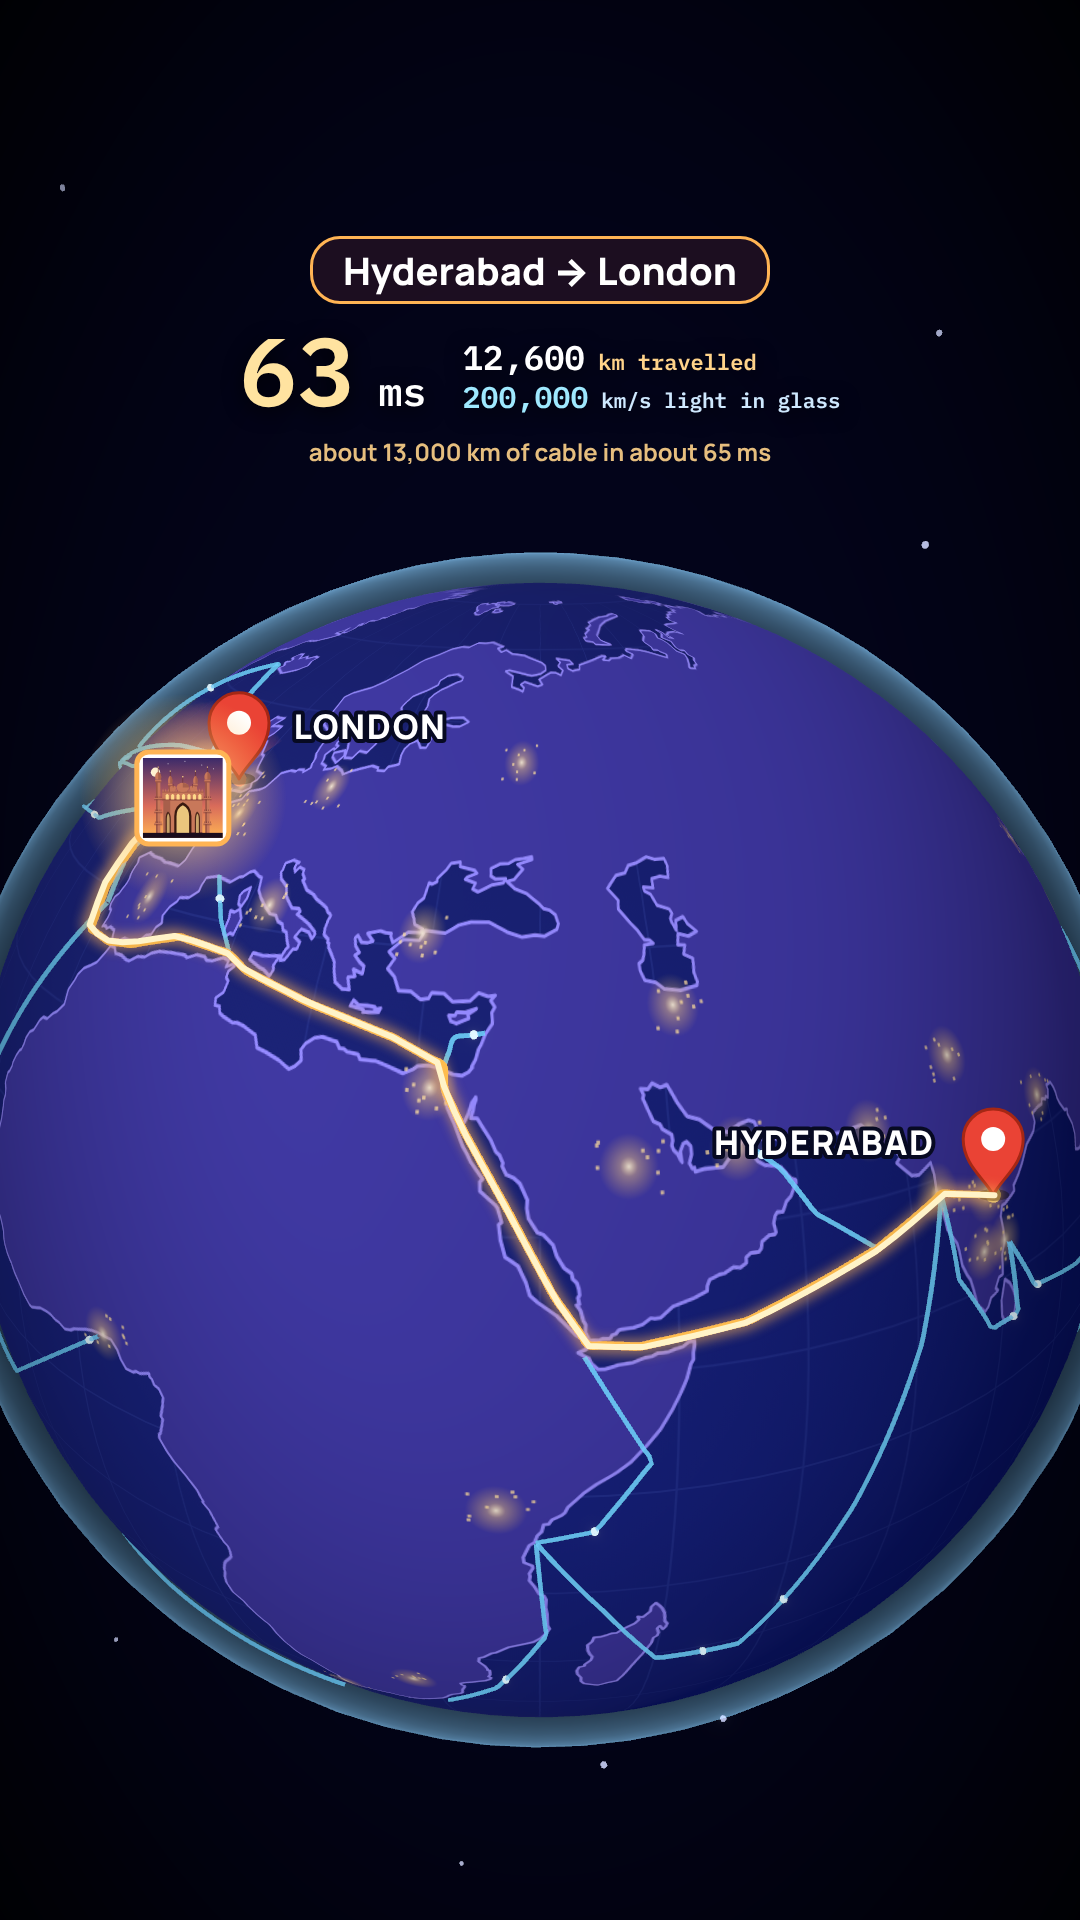 Hyderabad → London
63 ms
12,600 km travelled
200,000 km/s light in glass
about 13,000 km of cable in about 65 ms
LONDON
HYDERABAD